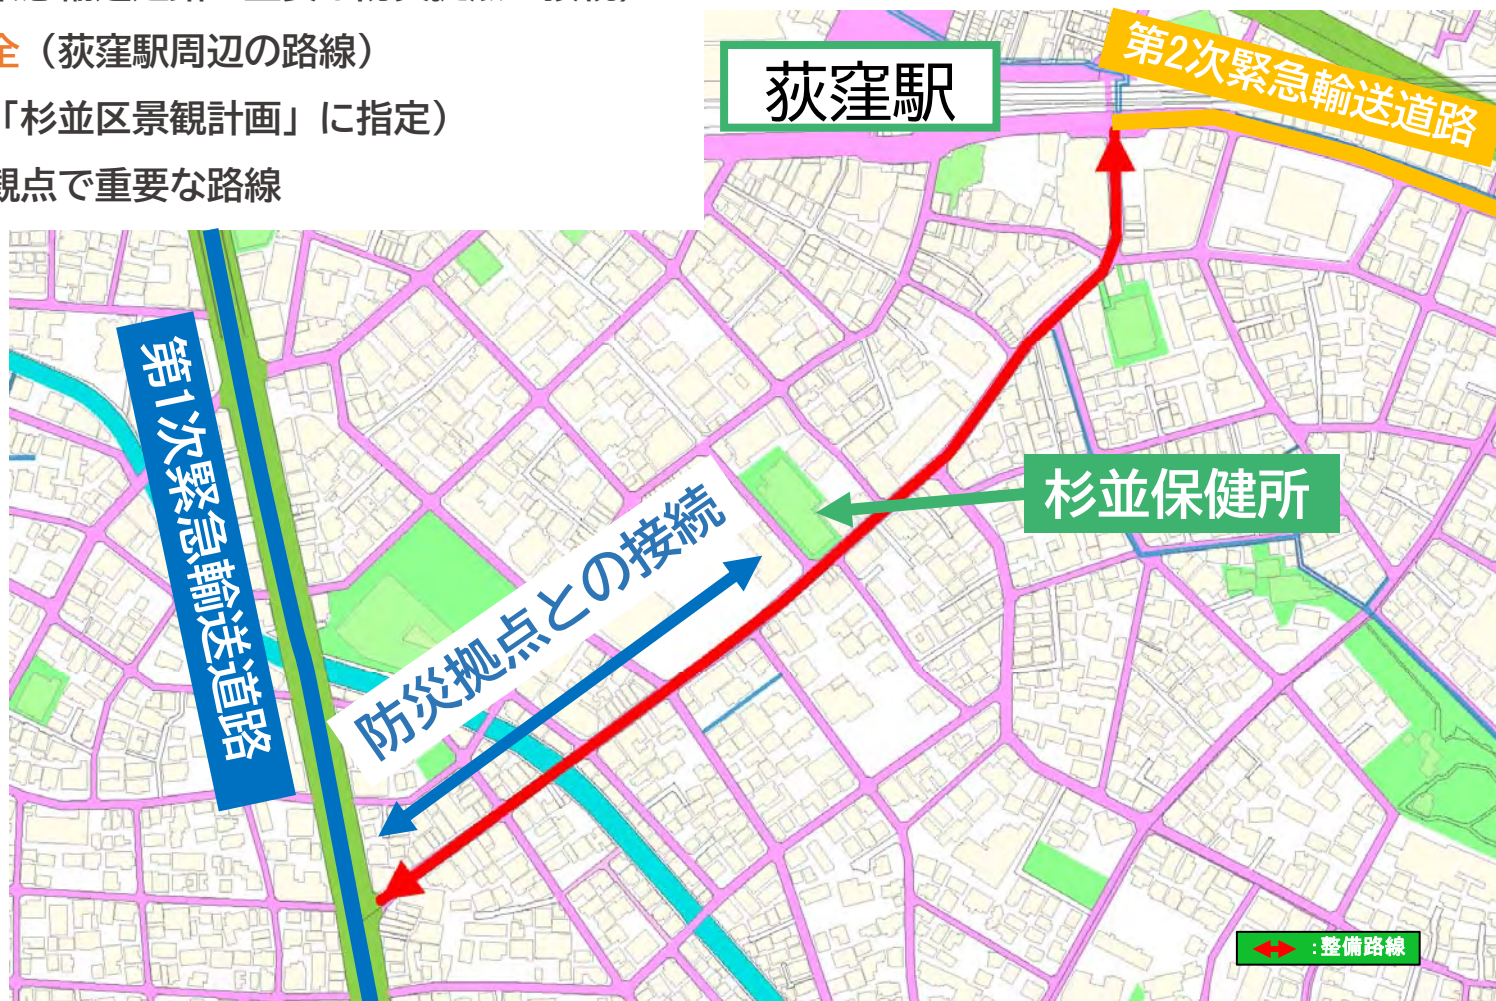 全（荻窪駅周辺の路線）
「杉並区景観計画」に指定）
観点で重要な路線
荻窪駅
第2次緊急輸送道路
第1次緊急輸送道路
杉並保健所
防災拠点との接続
:整備路線